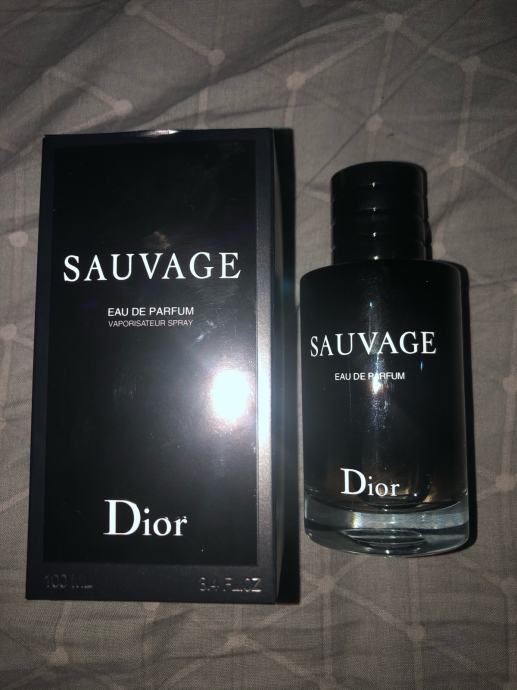 SAUVAGE
EAU DE PARFUM
VAPORISATEUR SPRAY
Dior
100 ML 3.4 FL.OZ
SAUVAGE
EAU DE PARFUM
Dior